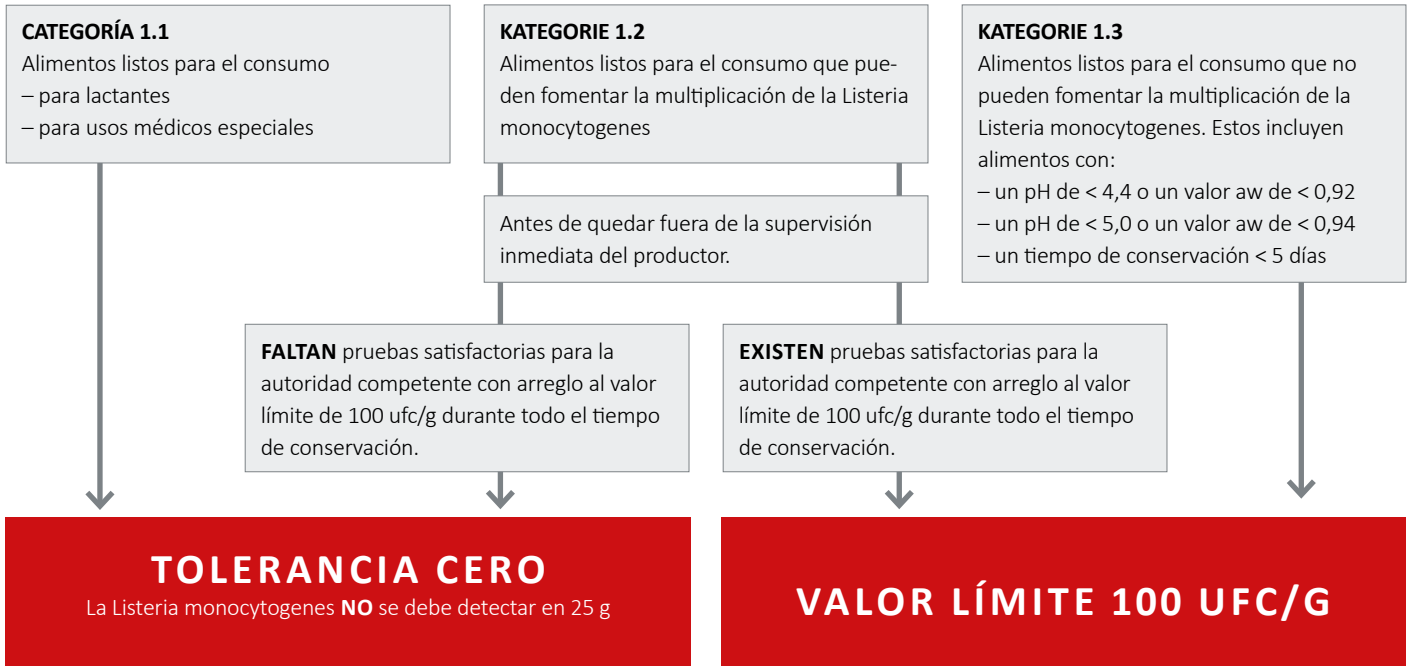 CATEGORÍA 1.1
Alimentos listos para el consumo
– para lactantes
– para usos médicos especiales
KATEGORIE 1.2
Alimentos listos para el consumo que pue-
den fomentar la multiplicación de la Listeria
monocytogenes
KATEGORIE 1.3
Alimentos listos para el consumo que no
pueden fomentar la multiplicación de la
Listeria monocytogenes. Estos incluyen
alimentos con:
– un pH de < 4,4 o un valor aw de < 0,92
– un pH de < 5,0 o un valor aw de < 0,94
– un tiempo de conservación < 5 días
Antes de quedar fuera de la supervisión
inmediata del productor.
FALTAN pruebas satisfactorias para la
autoridad competente con arreglo al valor
límite de 100 ufc/g durante todo el tiempo
de conservación.
EXISTEN pruebas satisfactorias para la
autoridad competente con arreglo al valor
límite de 100 ufc/g durante todo el tiempo
de conservación.
TOLERANCIA CERO
La Listeria monocytogenes NO se debe detectar en 25 g
VALOR LÍMITE 100 UFC/G